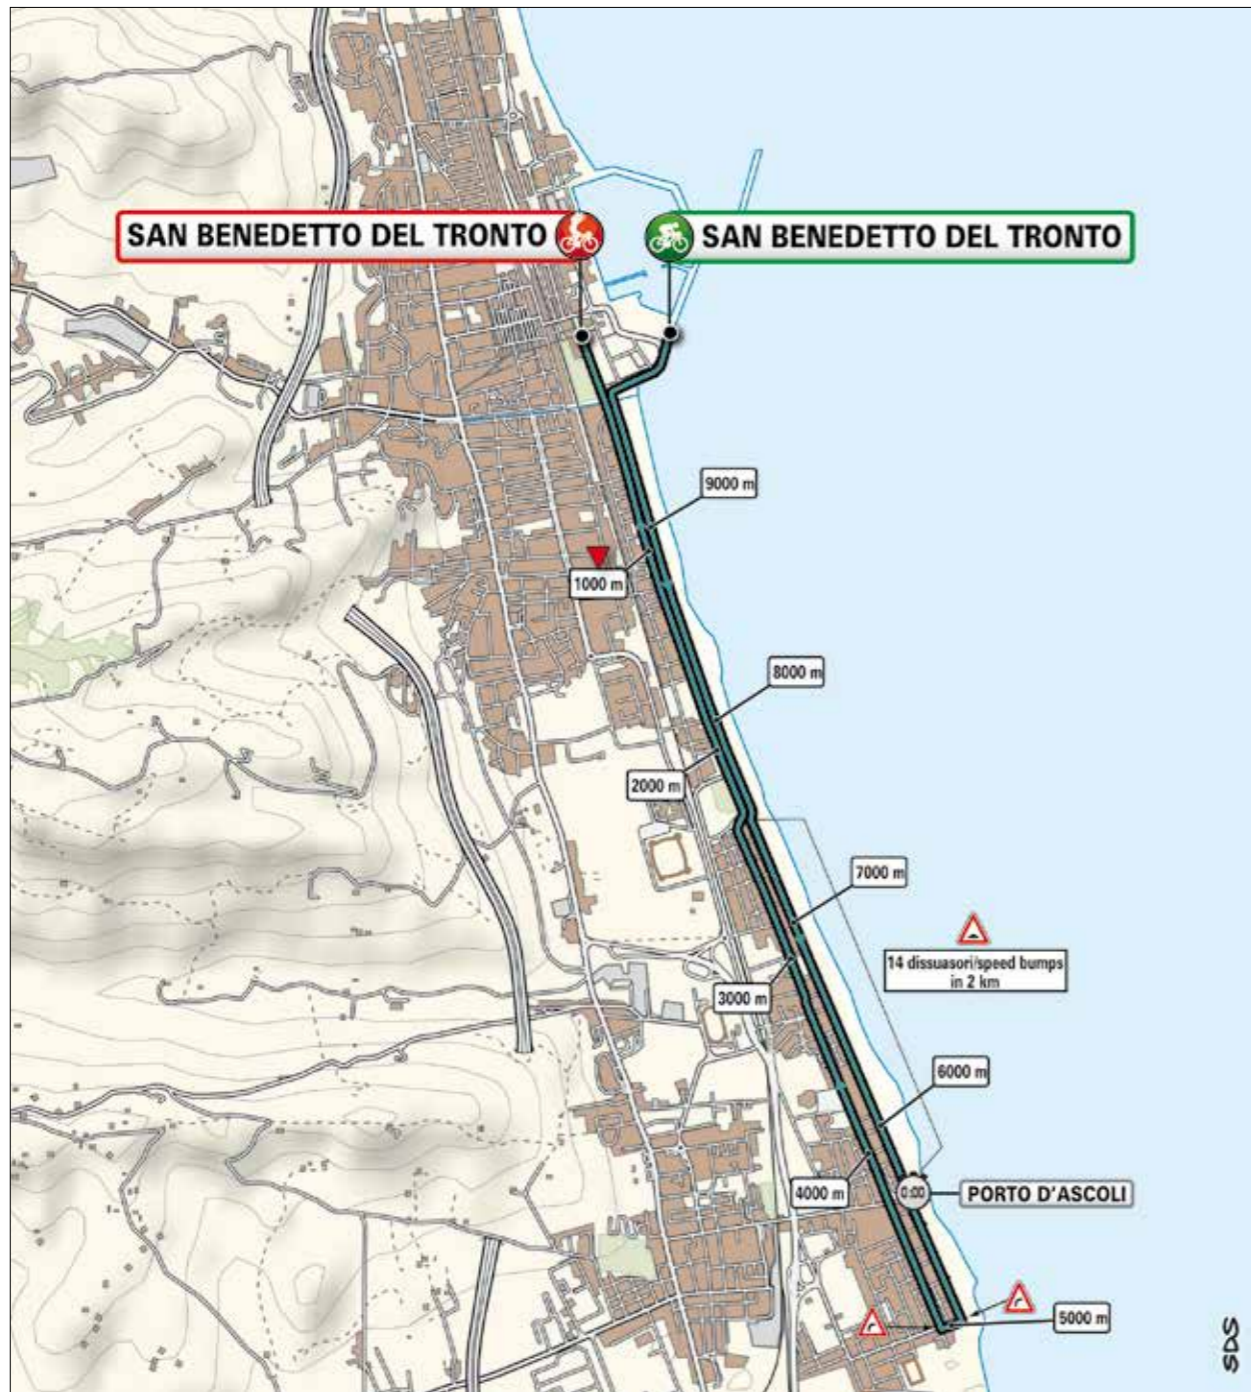 SAN BENEDETTO DEL TRONTO
SAN BENEDETTO DEL TRONTO
9000 m
1000 m
8000 m
2000 m
7000 m
14 dissuasori/speed bumps
in 2 km
3000 m
6000 m
4000 m
0:00
PORTO D'ASCOLI
5000 m
SDS